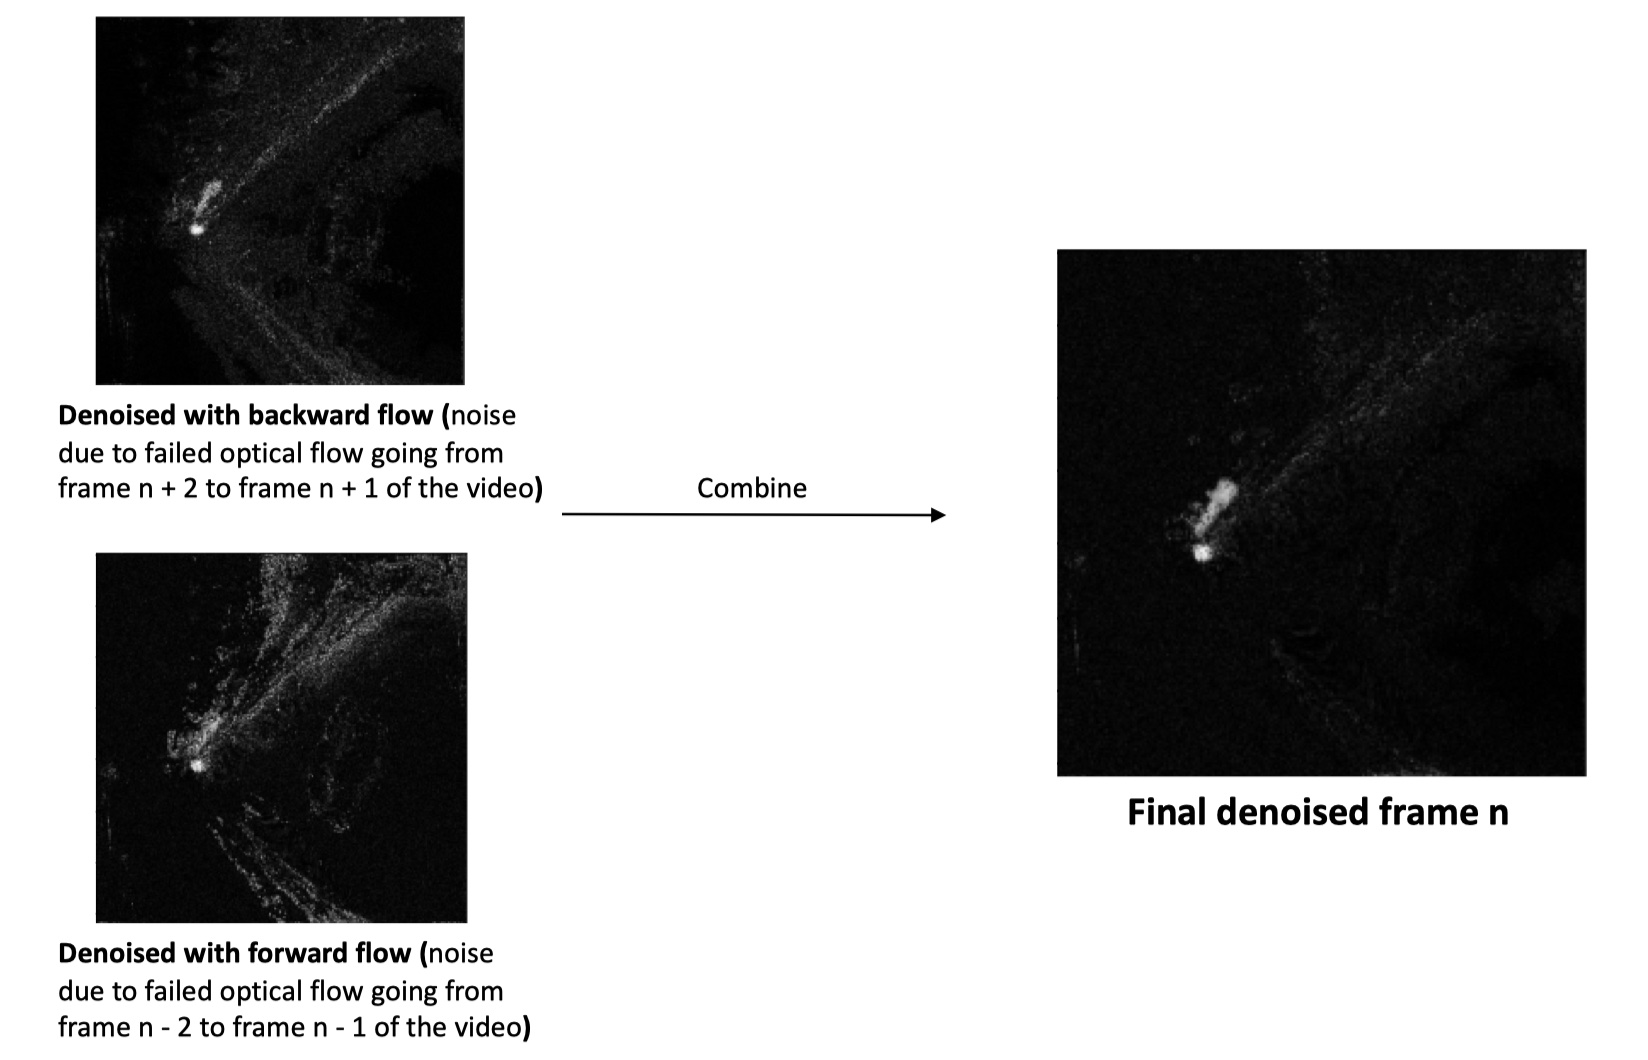 Denoised with backward flow (noise
due to failed optical flow going from
frame n + 2 to frame n + 1 of the video)
Combine
Denoised with forward flow (noise
due to failed optical flow going from
frame n - 2 to frame n - 1 of the video)
Final denoised frame n